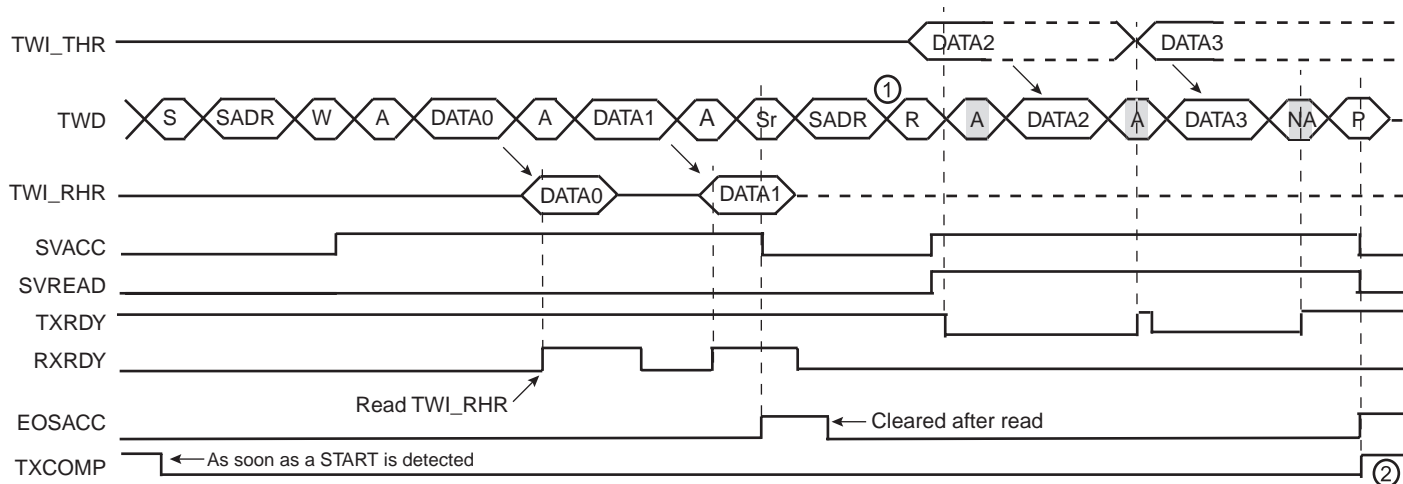 TWI_THR DATA2 DATA3
①
TWD S SADR W A DATA0 A DATA1 A Sr SADR R A DATA2 A DATA3 NA P
TWI_RHR DATA0 DATA1
SVACC
SVREAD
TXRDY
RXRDY
Read TWI_RHR
EOSACC Cleared after read
TXCOMP As soon as a START is detected ②